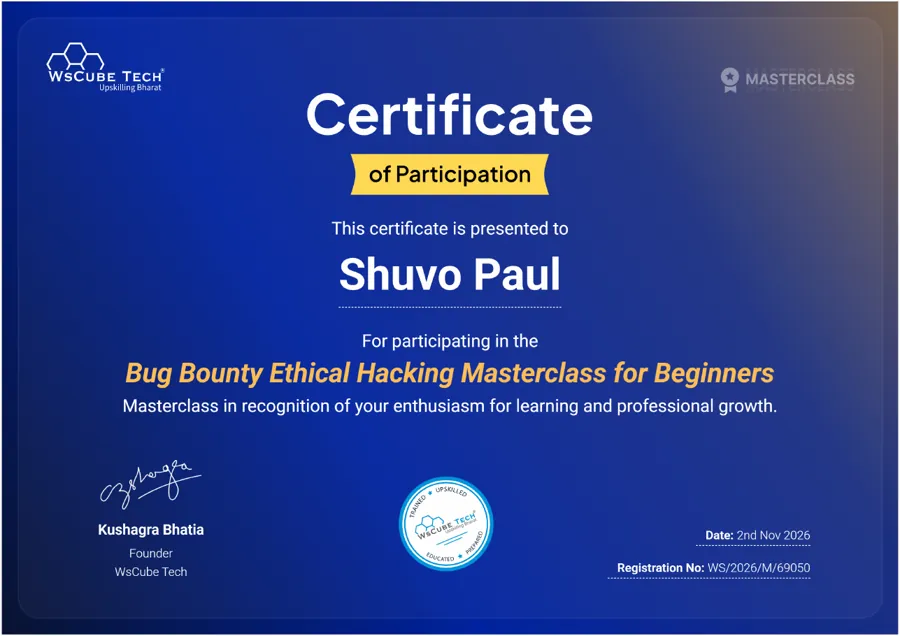 WsCube Tech
Upskilling Bharat
MASTERCLASS
Certificate
of Participation
This certificate is presented to
Shuvo Paul
For participating in the
Bug Bounty Ethical Hacking Masterclass for Beginners
Masterclass in recognition of your enthusiasm for learning and professional growth.
Kushagra Bhatia
Founder
WsCube Tech
TRAINED ★ UPSKILLED
WsCube Tech
Upskilling Bharat
EDUCATED ★ PREPARED
Date: 2nd Nov 2026
Registration No: WS/2026/M/69050